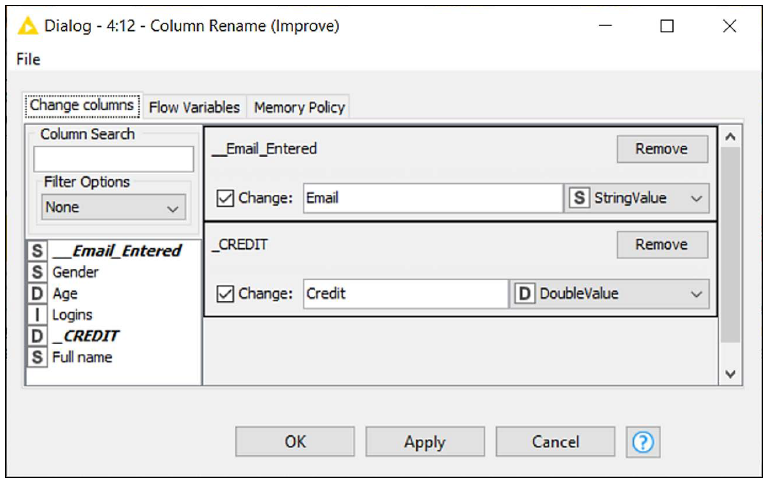 Dialog - 4:12 - Column Rename (Improve)
File
Change columns Flow Variables Memory Policy
Column Search
Filter Options
None
S __Email_Entered
S Gender
D Age
I Logins
D _CREDIT
S Full name
__Email_Entered Remove
Change: Email S StringValue
_CREDIT Remove
Change: Credit D DoubleValue
OK Apply Cancel ?